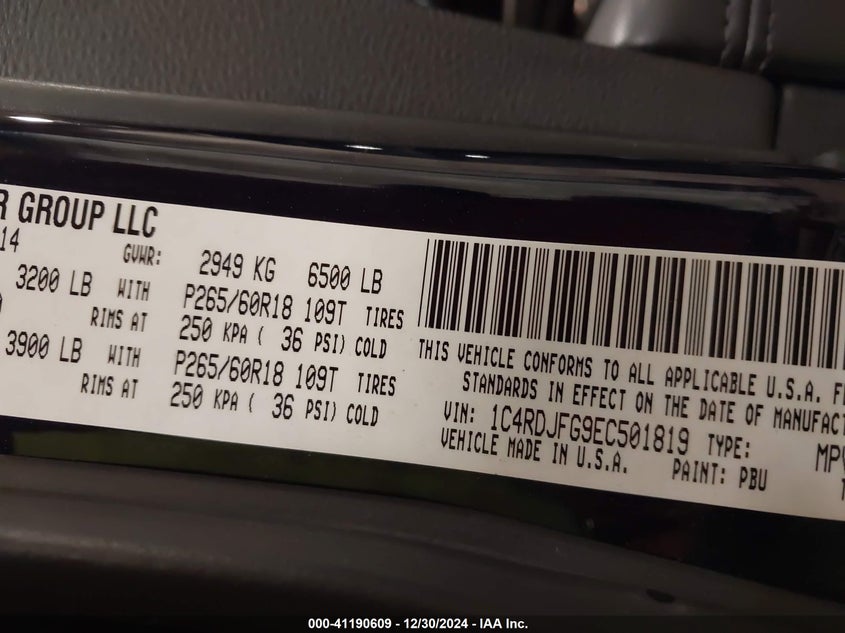 R GROUP LLC
14 GVWR: 2949 KG 6500 LB
3200 LB WITH P265/60R18 109T TIRES
RIMS AT 250 KPA ( 36 PSI) COLD
3900 LB WITH P265/60R18 109T TIRES
RIMS AT 250 KPA ( 36 PSI) COLD
THIS VEHICLE CONFORMS TO ALL APPLICABLE U.S.A. F
STANDARDS IN EFFECT ON THE DATE OF MANUFACT
VIN: 1C4RDJFG9EC501819 TYPE: MPV
VEHICLE MADE IN U.S.A. PAINT: PBU
000-41190609 - 12/30/2024 - IAA Inc.